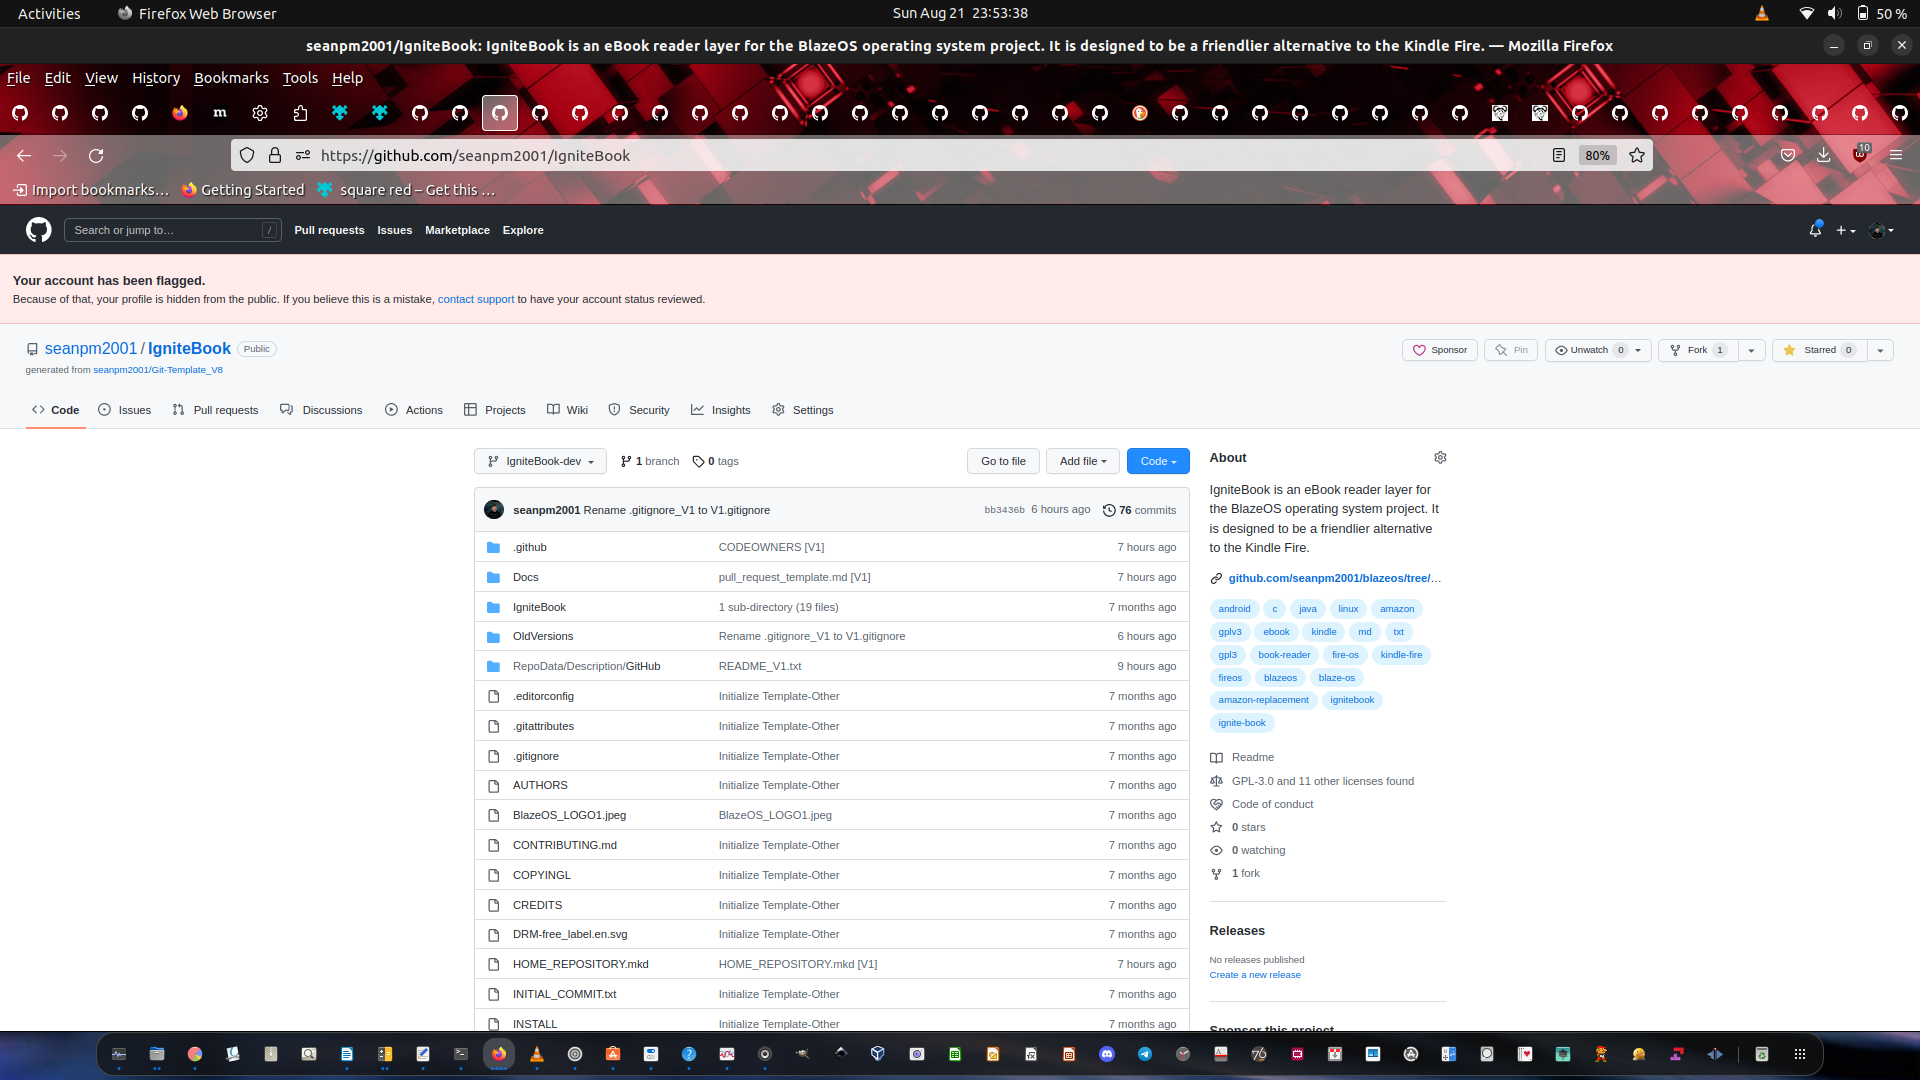 Activities Firefox Web Browser Sun Aug 21 23:53:38 50 %
seanpm2001/IgniteBook: IgniteBook is an eBook reader layer for the BlazeOS operating system project. It is designed to be a friendlier alternative to the Kindle Fire. — Mozilla Firefox
File Edit View History Bookmarks Tools Help
m
https://github.com/seanpm2001/IgniteBook 80% 10
Import bookmarks… Getting Started square red – Get this …
Search or jump to… / Pull requests Issues Marketplace Explore
Your account has been flagged.
Because of that, your profile is hidden from the public. If you believe this is a mistake, contact support to have your account status reviewed.
seanpm2001 / IgniteBook Public Sponsor Pin Unwatch 0 Fork 1 Starred 0
generated from seanpm2001/Git-Template_V8
Code Issues Pull requests Discussions Actions Projects Wiki Security Insights Settings
IgniteBook-dev 1 branch 0 tags Go to file Add file Code
seanpm2001 Rename .gitignore_V1 to V1.gitignore bb3436b 6 hours ago 76 commits
.github CODEOWNERS [V1] 7 hours ago
Docs pull_request_template.md [V1] 7 hours ago
IgniteBook 1 sub-directory (19 files) 7 months ago
OldVersions Rename .gitignore_V1 to V1.gitignore 6 hours ago
RepoData/Description/GitHub README_V1.txt 9 hours ago
.editorconfig Initialize Template-Other 7 months ago
.gitattributes Initialize Template-Other 7 months ago
.gitignore Initialize Template-Other 7 months ago
AUTHORS Initialize Template-Other 7 months ago
BlazeOS_LOGO1.jpeg BlazeOS_LOGO1.jpeg 7 months ago
CONTRIBUTING.md Initialize Template-Other 7 months ago
COPYINGL Initialize Template-Other 7 months ago
CREDITS Initialize Template-Other 7 months ago
DRM-free_label.en.svg Initialize Template-Other 7 months ago
HOME_REPOSITORY.mkd HOME_REPOSITORY.mkd [V1] 7 hours ago
INITIAL_COMMIT.txt Initialize Template-Other 7 months ago
INSTALL Initialize Template-Other 7 months ago
About
IgniteBook is an eBook reader layer for
the BlazeOS operating system project. It
is designed to be a friendlier alternative
to the Kindle Fire.
github.com/seanpm2001/blazeos/tree/…
android c java linux amazon
gplv3 ebook kindle md txt
gpl3 book-reader fire-os kindle-fire
fireos blazeos blaze-os
amazon-replacement ignitebook
ignite-book
Readme
GPL-3.0 and 11 other licenses found
Code of conduct
0 stars
0 watching
1 fork
Releases
No releases published
Create a new release
Sponsor this project